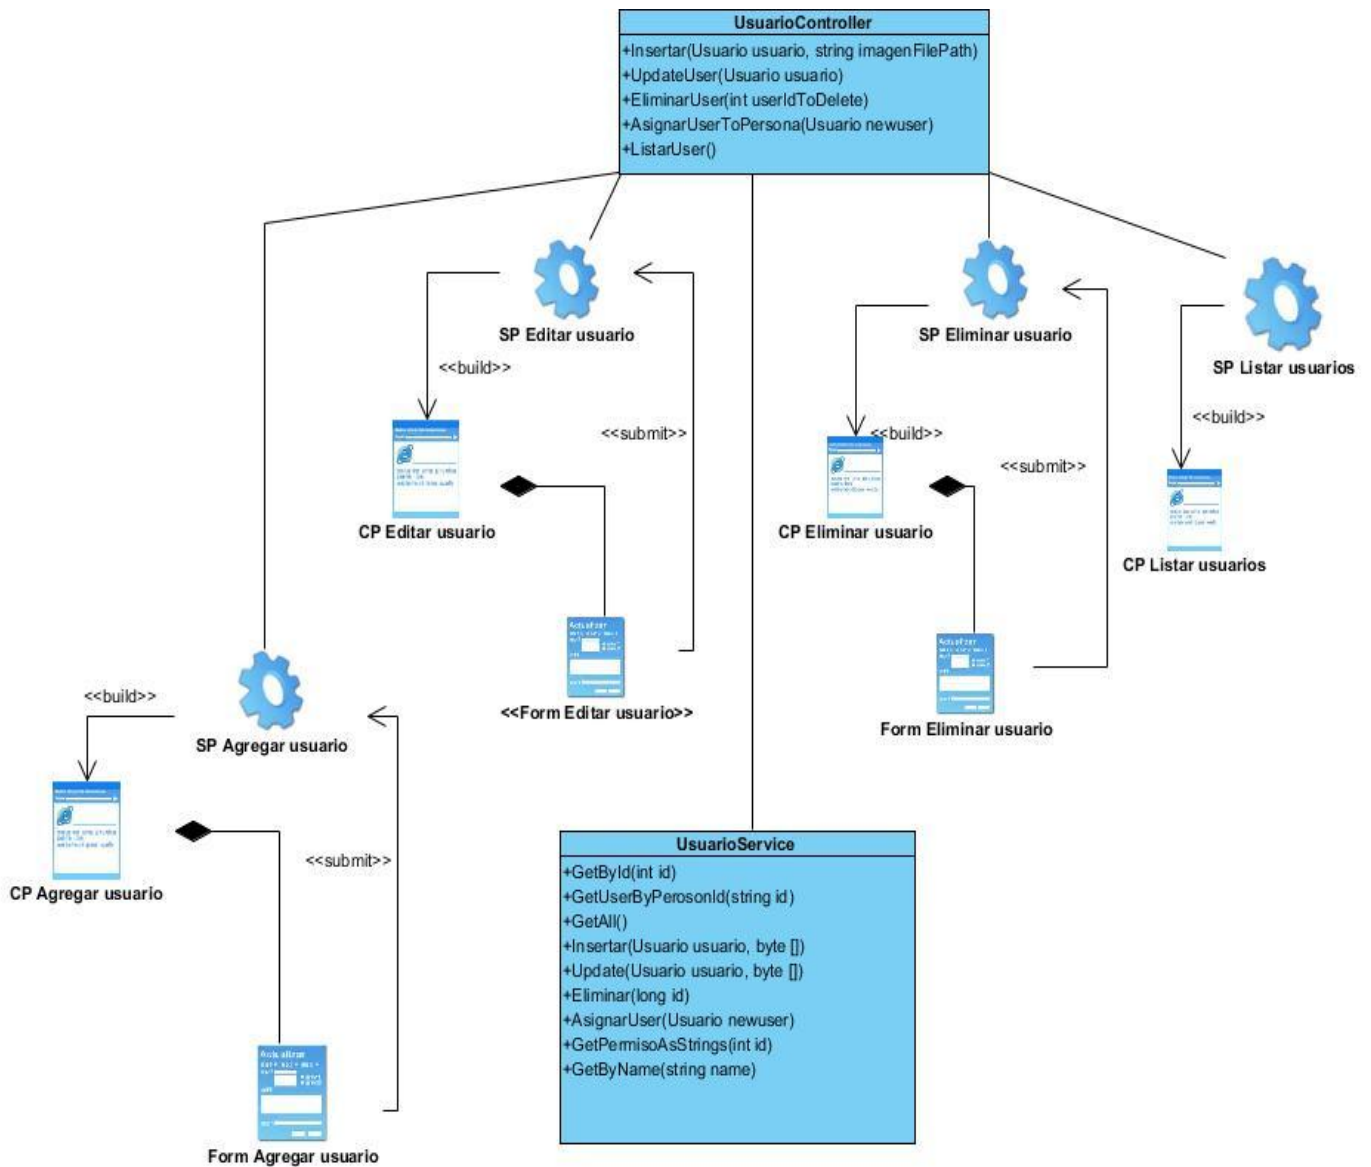 UsuarioController
+Insertar(Usuario usuario, string imagenFilePath)
+UpdateUser(Usuario usuario)
+EliminarUser(int userIdToDelete)
+AsignarUserToPersona(Usuario newuser)
+ListarUser()
SP Editar usuario
SP Eliminar usuario
SP Listar usuarios
<<build>>
<<submit>>
<<build>>
<<submit>>
<<build>>
CP Editar usuario
CP Eliminar usuario
CP Listar usuarios
Actualizar
<<Form Editar usuario>>
Actualizar
Form Eliminar usuario
<<build>>
SP Agregar usuario
<<submit>>
CP Agregar usuario
Actualizar
Form Agregar usuario
UsuarioService
+GetById(int id)
+GetUserByPerosonId(string id)
+GetAll()
+Insertar(Usuario usuario, byte [])
+Update(Usuario usuario, byte [])
+Eliminar(long id)
+AsignarUser(Usuario newuser)
+GetPermisoAsStrings(int id)
+GetByName(string name)